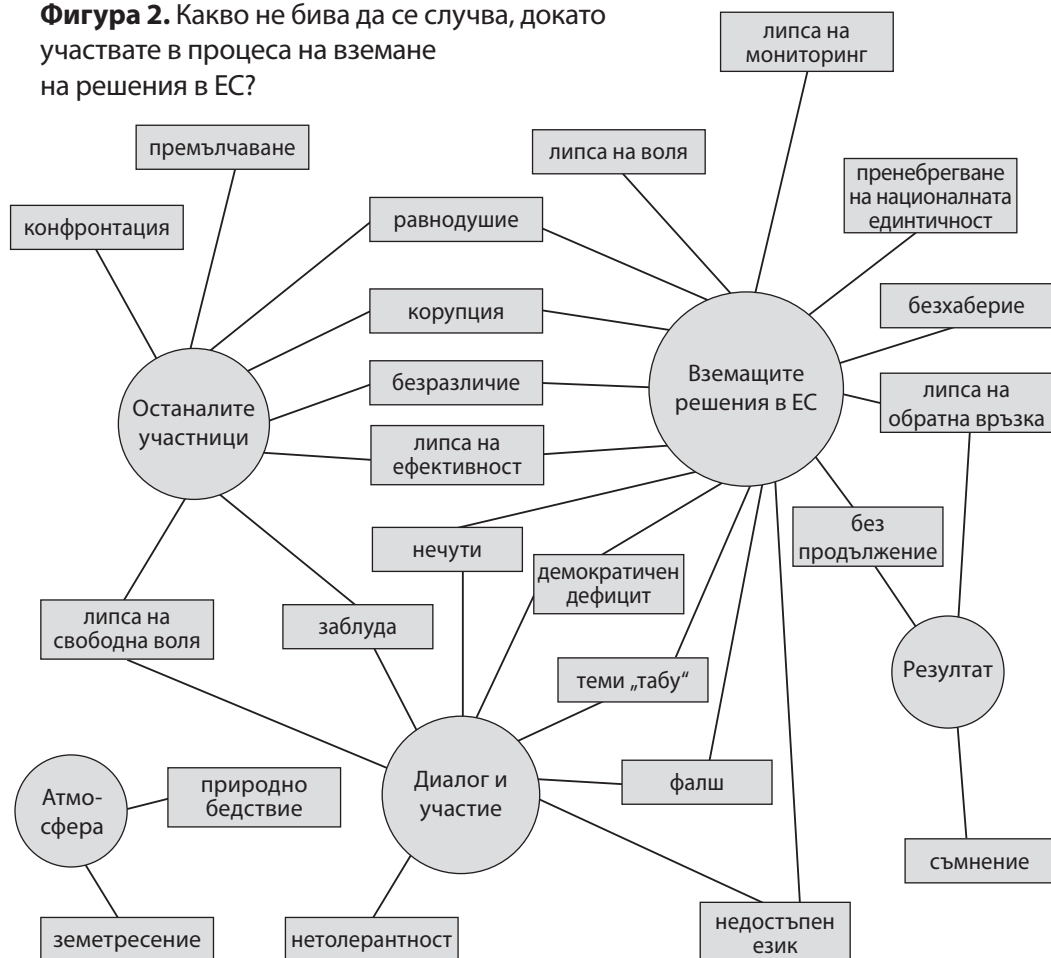 Фигура 2. Какво не бива да се случва, докато
участвате в процеса на вземане
на решения в ЕС?
липса на
мониторинг
премълчаване
липса на воля
пренебрегване
на националната
единтичност
конфронтация
равнодушие
безхаберие
корупция
Вземащите
решения в ЕС
безразличие
липса на
обратна връзка
Останалите
участници
липса на
ефективност
без
продължение
нечути
демократичен
дефицит
липса на
свободна воля
заблуда
теми „табу“
Резултат
Диалог и
участие
фалш
Атмо-
сфера
природно
бедствие
съмнение
земетресение
нетолерантност
недостъпен
език